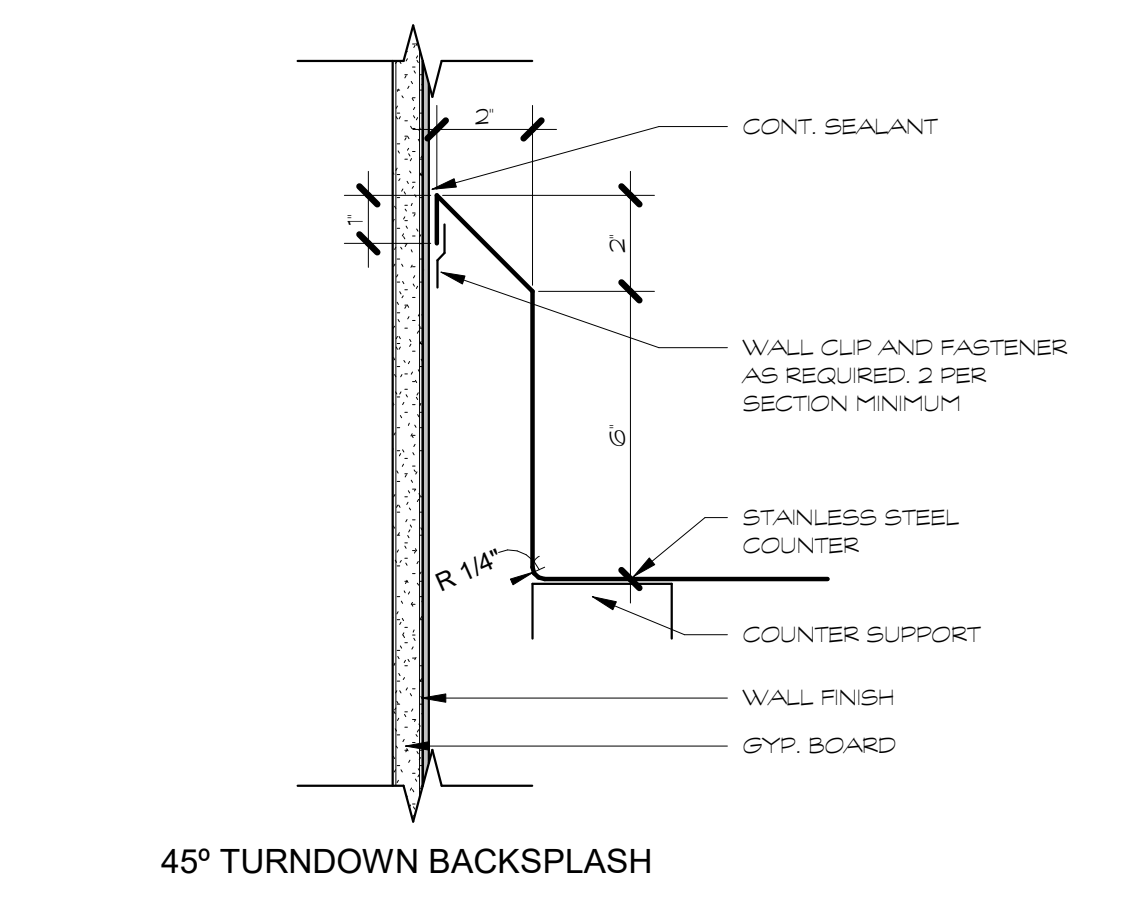 2"
CONT. SEALANT
1"
2"
WALL CLIP AND FASTENER
AS REQUIRED. 2 PER
SECTION MINIMUM
6"
STAINLESS STEEL
COUNTER
R 1/4"
COUNTER SUPPORT
WALL FINISH
GYP. BOARD
45º TURNDOWN BACKSPLASH